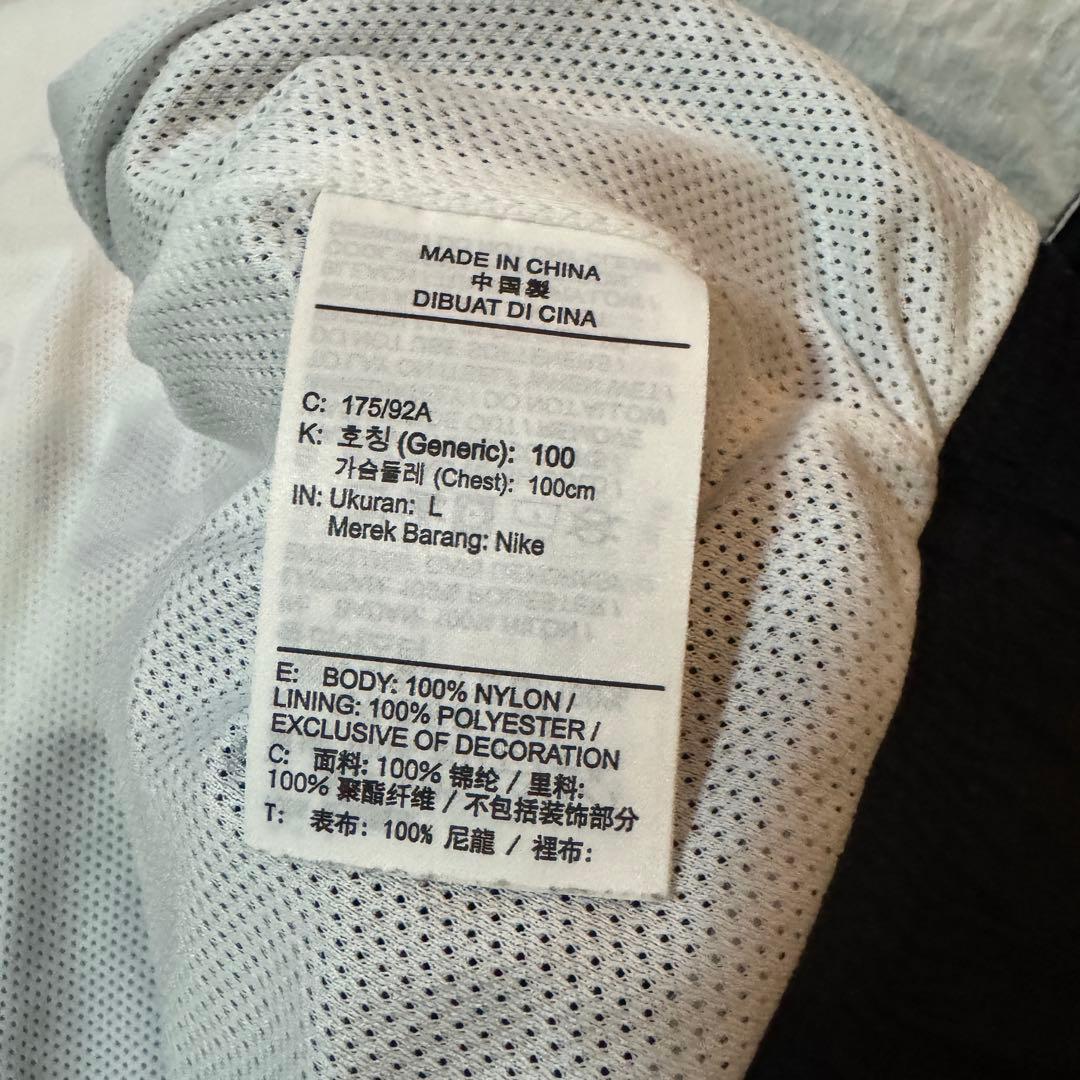 MADE IN CHINA
中国製
DIBUAT DI CINA
C: 175/92A
K: 호칭 (Generic): 100
가슴둘레 (Chest): 100cm
IN: Ukuran: L
Merek Barang: Nike
E: BODY: 100% NYLON /
LINING: 100% POLYESTER /
EXCLUSIVE OF DECORATION
C: 面料: 100% 锦纶 / 里料:
100% 聚酯纤维 / 不包括装饰部分
T: 表布: 100% 尼龍 / 裡布: